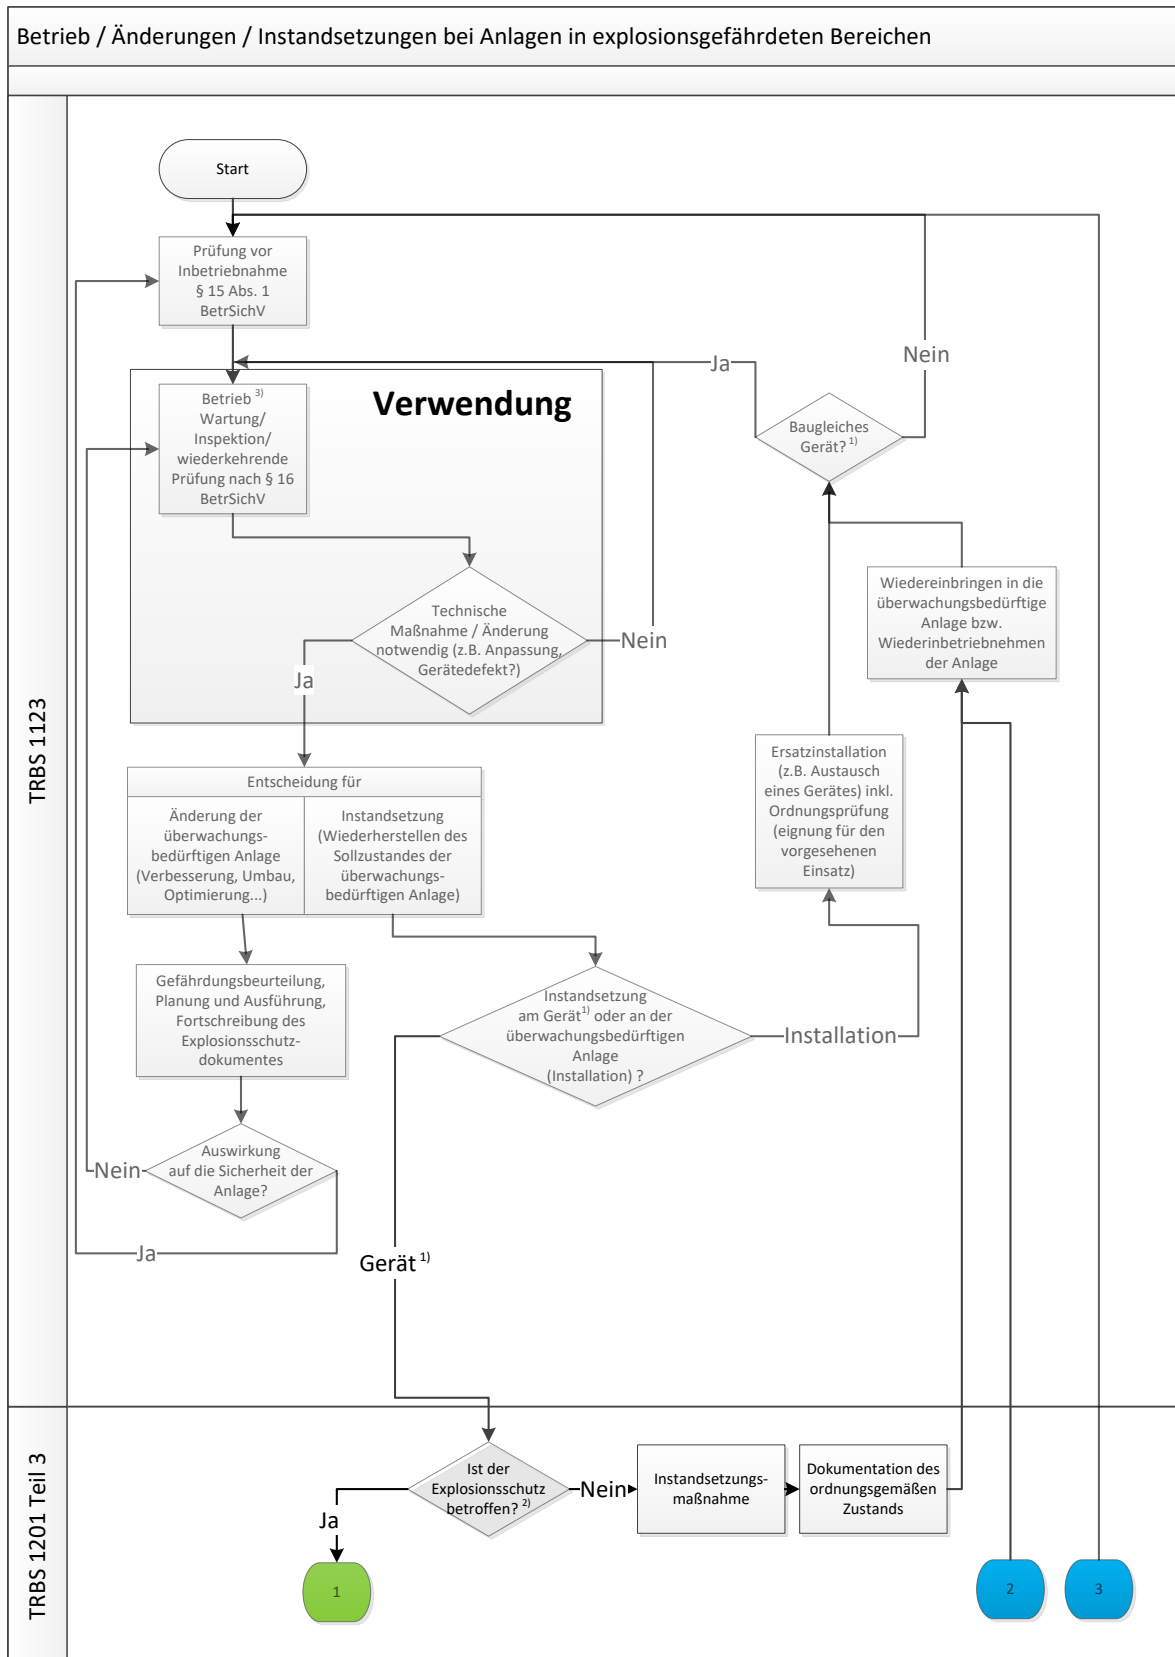 Betrieb / Änderungen / Instandsetzungen bei Anlagen in explosionsgefährdeten Bereichen
TRBS 1123
Start
Prüfung vor
Inbetriebnahme
§ 15 Abs. 1
BetrSichV
Verwendung
Betrieb ³⁾
Wartung/
Inspektion/
wiederkehrende
Prüfung nach § 16
BetrSichV
Ja
Nein
Baugleiches
Gerät? ¹⁾
Technische
Maßnahme / Änderung
notwendig (z.B. Anpassung,
Gerätedefekt?)
Nein
Ja
Wiedereinbringen in die
überwachungsbedürftige
Anlage bzw.
Wiederinbetriebnehmen
der Anlage
Entscheidung für
Änderung der
überwachungs-
bedürftigen Anlage
(Verbesserung, Umbau,
Optimierung...)
Instandsetzung
(Wiederherstellen des
Sollzustandes der
überwachungs-
bedürftigen Anlage)
Ersatzinstallation
(z.B. Austausch
eines Gerätes) inkl.
Ordnungsprüfung
(eignung für den
vorgesehenen
Einsatz)
Gefährdungsbeurteilung,
Planung und Ausführung,
Fortschreibung des
Explosionsschutz-
dokumentes
Instandsetzung
am Gerät¹⁾ oder an der
überwachungsbedürftigen
Anlage
(Installation) ?
Installation
Auswirkung
auf die Sicherheit der
Anlage?
Nein
Ja
Gerät ¹⁾
TRBS 1201 Teil 3
Ist der
Explosionsschutz
betroffen? ²⁾
Nein
Instandsetzungs-
maßnahme
Dokumentation des
ordnungsgemäßen
Zustands
Ja
1
2
3